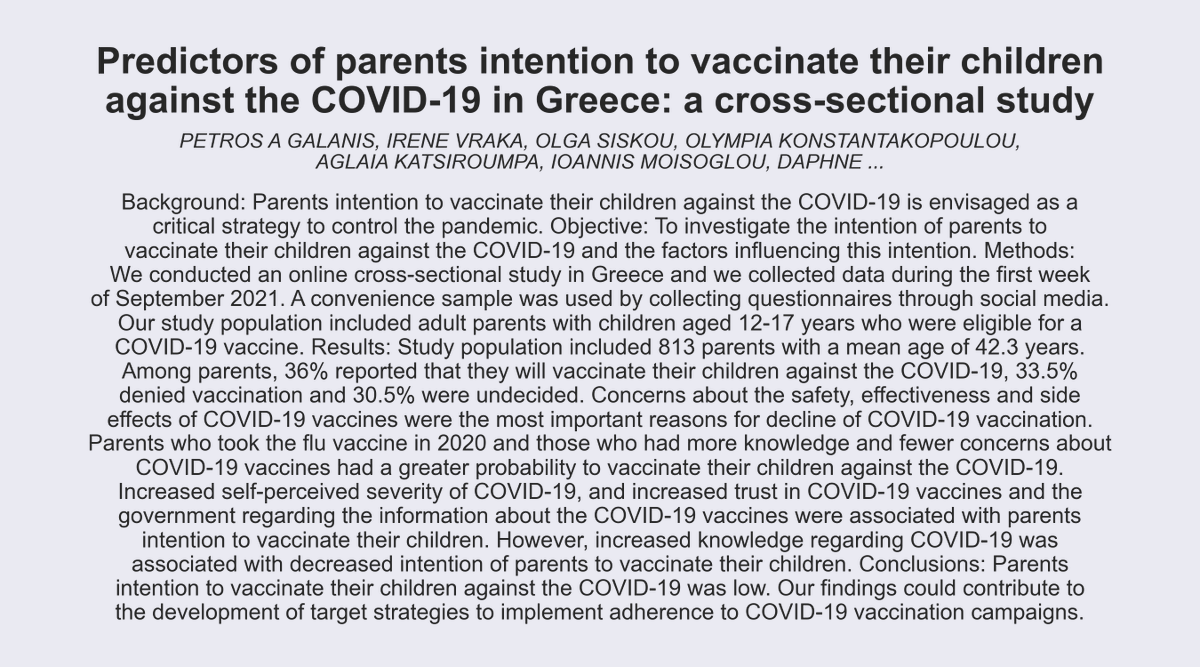 Predictors of parents intention to vaccinate their children
against the COVID-19 in Greece: a cross-sectional study
PETROS A GALANIS, IRENE VRAKA, OLGA SISKOU, OLYMPIA KONSTANTAKOPOULOU,
AGLAIA KATSIROUMPA, IOANNIS MOISOGLOU, DAPHNE ...
Background: Parents intention to vaccinate their children against the COVID-19 is envisaged as a
critical strategy to control the pandemic. Objective: To investigate the intention of parents to
vaccinate their children against the COVID-19 and the factors influencing this intention. Methods:
We conducted an online cross-sectional study in Greece and we collected data during the first week
of September 2021. A convenience sample was used by collecting questionnaires through social media.
Our study population included adult parents with children aged 12-17 years who were eligible for a
COVID-19 vaccine. Results: Study population included 813 parents with a mean age of 42.3 years.
Among parents, 36% reported that they will vaccinate their children against the COVID-19, 33.5%
denied vaccination and 30.5% were undecided. Concerns about the safety, effectiveness and side
effects of COVID-19 vaccines were the most important reasons for decline of COVID-19 vaccination.
Parents who took the flu vaccine in 2020 and those who had more knowledge and fewer concerns about
COVID-19 vaccines had a greater probability to vaccinate their children against the COVID-19.
Increased self-perceived severity of COVID-19, and increased trust in COVID-19 vaccines and the
government regarding the information about the COVID-19 vaccines were associated with parents
intention to vaccinate their children. However, increased knowledge regarding COVID-19 was
associated with decreased intention of parents to vaccinate their children. Conclusions: Parents
intention to vaccinate their children against the COVID-19 was low. Our findings could contribute to
the development of target strategies to implement adherence to COVID-19 vaccination campaigns.